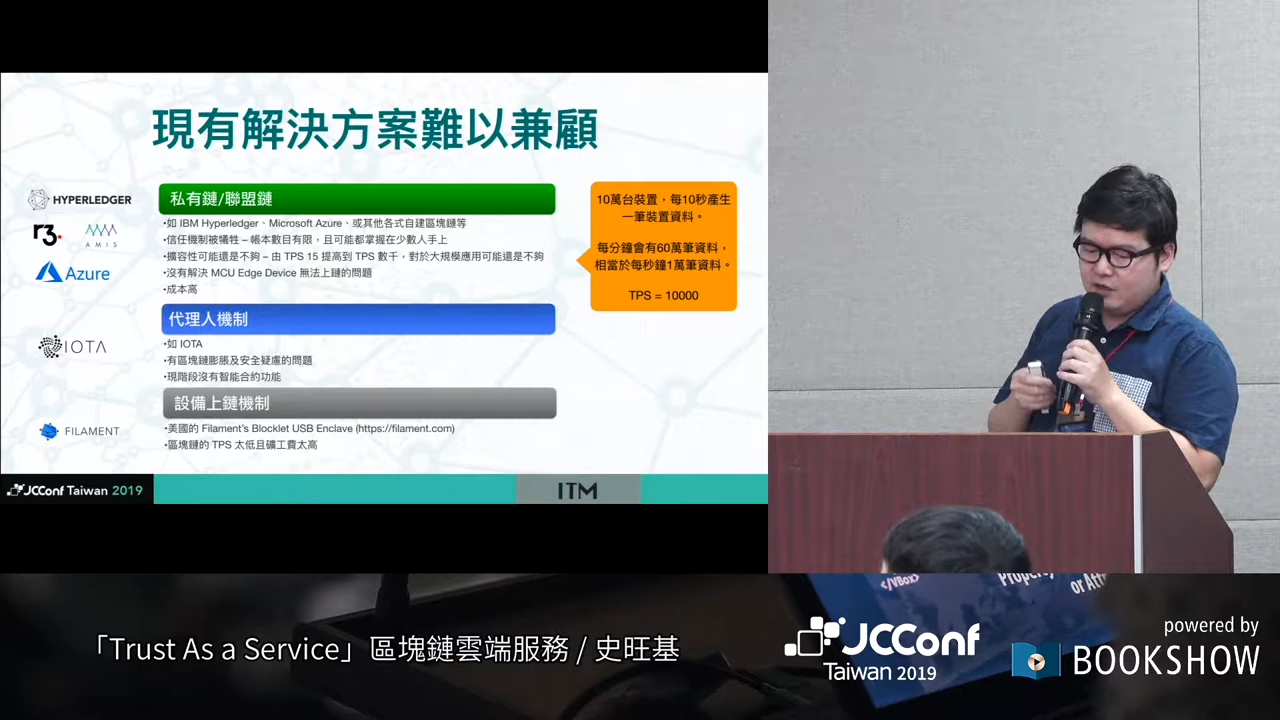 現有解決方案難以兼顧
HYPERLEDGER
r3.
AMIS
Azure
私有鏈/聯盟鏈
•如 IBM Hyperledger、Microsoft Azure、或其他各式自建區塊鏈等
•信任機制被犧牲 – 帳本數目有限，且可能都掌握在少數人手上
•擴容性可能還是不夠 – 由 TPS 15 提高到 TPS 數千，對於大規模應用可能還是不夠
•沒有解決 MCU Edge Device 無法上鏈的問題
•成本高
10萬台裝置，每10秒產生
一筆裝置資料。
每分鐘會有60萬筆資料，
相當於每秒鐘1萬筆資料。
TPS = 10000
代理人機制
IOTA
•如 IOTA
•有區塊鏈膨脹及安全疑慮的問題
•現階段沒有智能合約功能
設備上鏈機制
FILAMENT
•美國的 Filament's Blocklet USB Enclave (https://filament.com)
•區塊鏈的 TPS 太低且礦工費太高
JCConf Taiwan 2019
ITM
</VBox>
Property
or Att
「Trust As a Service」區塊鏈雲端服務 / 史旺基
JCConf
Taiwan 2019
powered by
BOOKSHOW